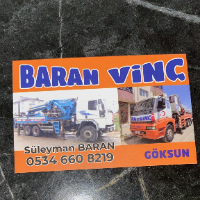 BARAN VİNÇ
Süleyman BARAN
0534 660 8219
GÖKSUN